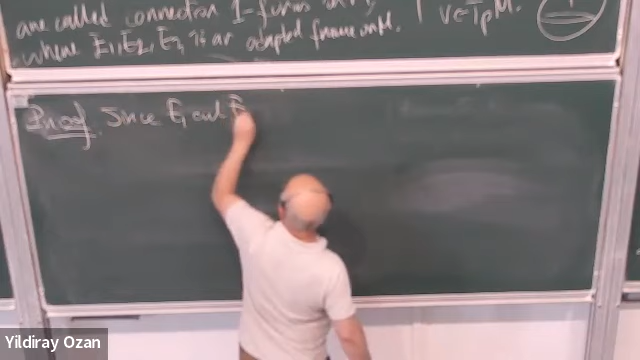 are called connection 1-forms on
v ∈ TpM.
where E1, E2, E3 is an adapted frame
Proof. Since E1 and E
Yildiray Ozan